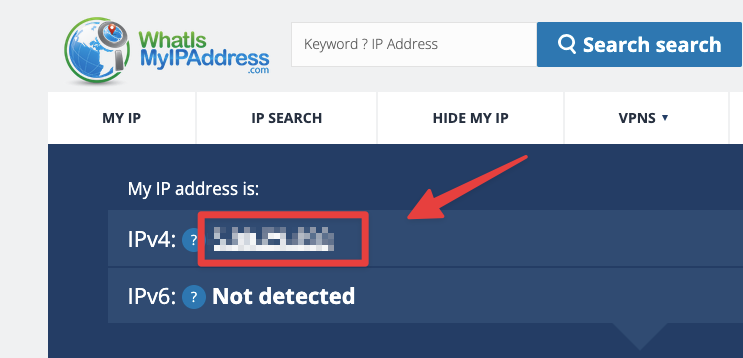 WhatIs
MyIPAddress
.com
Keyword ? IP Address
Search search
MY IP
IP SEARCH
HIDE MY IP
VPNS
My IP address is:
IPv4: ?
IPv6: ? Not detected